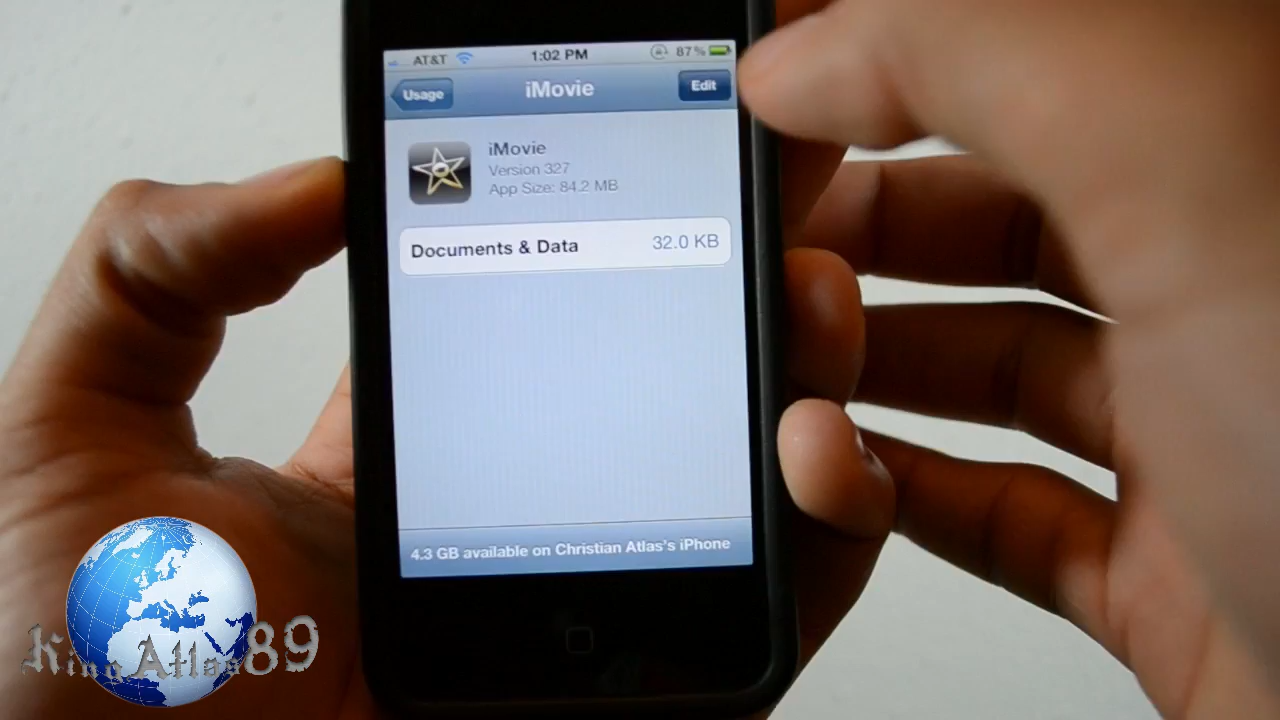 AT&T 1:02 PM 87%
Usage iMovie Edit
iMovie
Version 327
App Size: 84.2 MB
Documents & Data 32.0 KB
4.3 GB available on Christian Atlas's iPhone
KingAtlas89